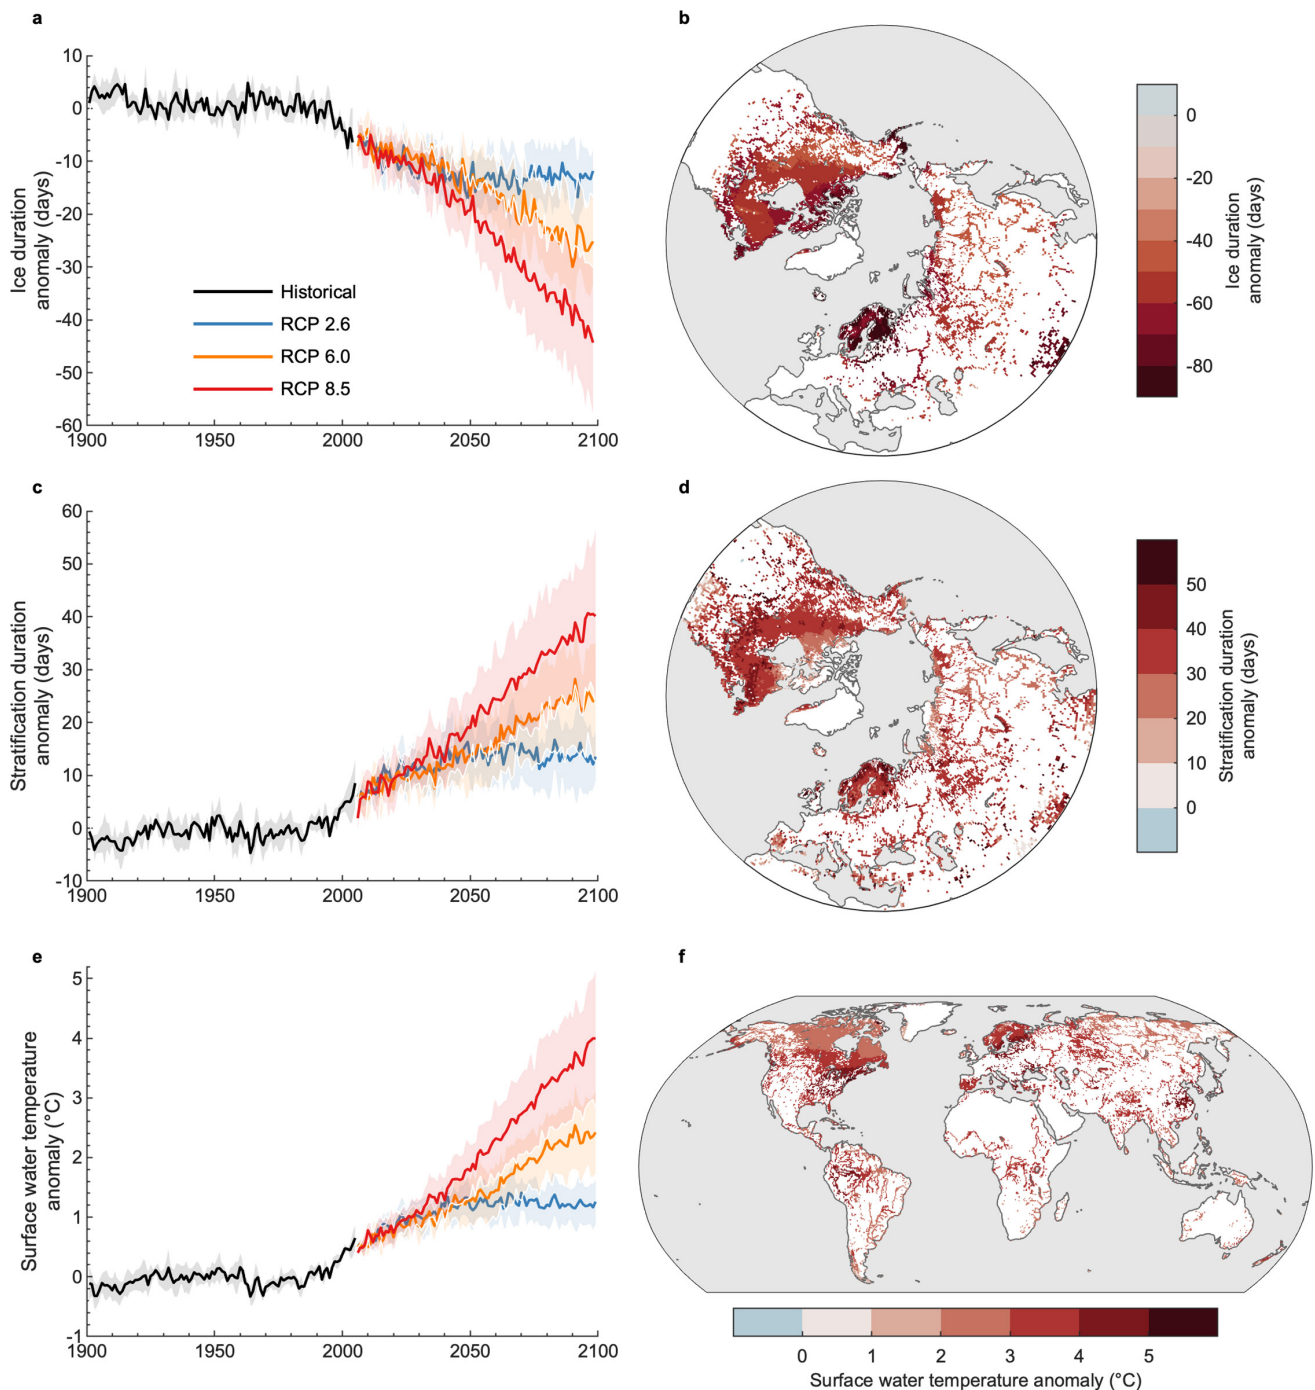 a
10
0
-10
-20
-30
-40
-50
-60
Ice duration
anomaly (days)
Historical
RCP 2.6
RCP 6.0
RCP 8.5
1900
1950
2000
2050
2100
b
0
-20
-40
-60
-80
Ice duration
anomaly (days)
c
60
50
40
30
20
10
0
-10
Stratification duration
anomaly (days)
1900
1950
2000
2050
2100
d
50
40
30
20
10
0
Stratification duration
anomaly (days)
e
5
4
3
2
1
0
-1
Surface water temperature
anomaly (°C)
1900
1950
2000
2050
2100
f
0
1
2
3
4
5
Surface water temperature anomaly (°C)